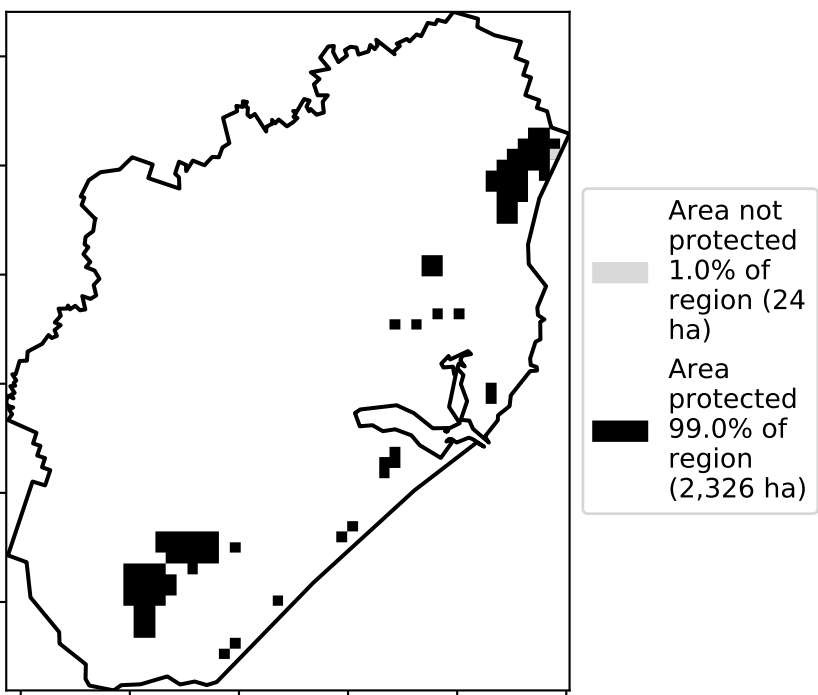 Area not
protected
1.0% of
region (24
ha)
Area
protected
99.0% of
region
(2,326 ha)